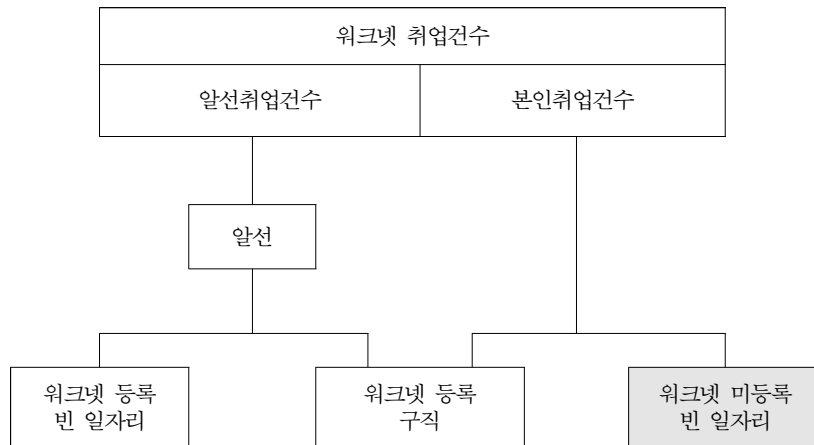 워크넷 취업건수
알선취업건수
본인취업건수
알선
워크넷 등록
빈 일자리
워크넷 등록
구직
워크넷 미등록
빈 일자리